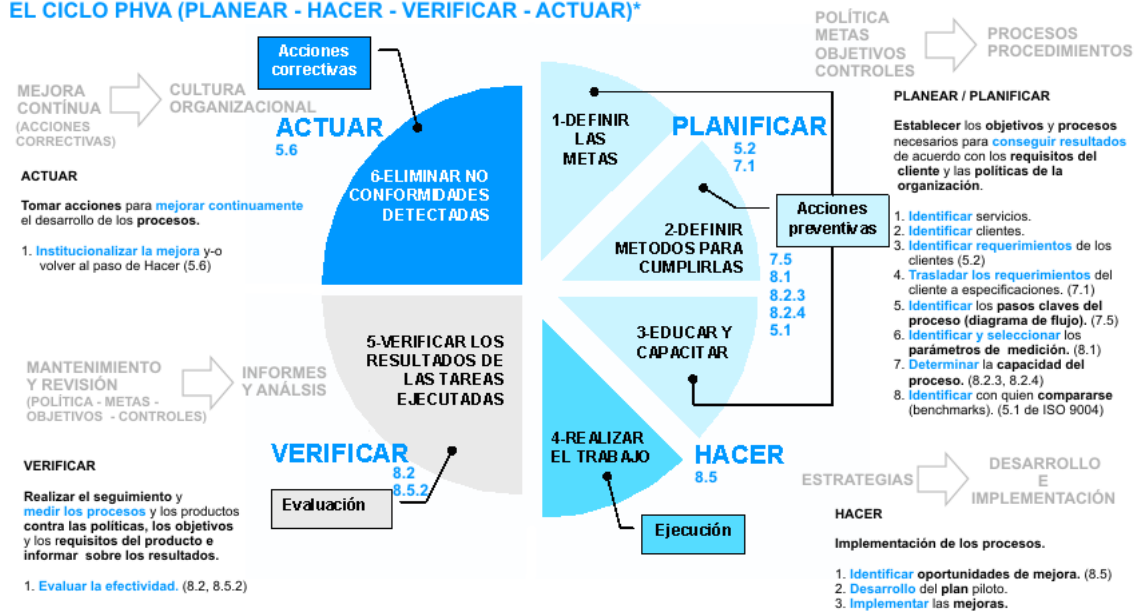 EL CICLO PHVA (PLANEAR - HACER - VERIFICAR - ACTUAR)*
MEJORA
CONTÍNUA
(ACCIONES
CORRECTIVAS)
CULTURA
ORGANIZACIONAL
ACTUAR
Tomar acciones para mejorar continuamente
el desarrollo de los procesos.
1. Institucionalizar la mejora y-o
volver al paso de Hacer (5.6)
MANTENIMIENTO
Y REVISIÓN
(POLÍTICA - METAS -
OBJETIVOS - CONTROLES)
INFORMES
Y ANÁLSIS
VERIFICAR
Realizar el seguimiento y
medir los procesos y los productos
contra las políticas, los objetivos
y los requisitos del producto e
informar sobre los resultados.
1. Evaluar la efectividad. (8.2, 8.5.2)
Acciones
correctivas
ACTUAR
5.6
6-ELIMINAR NO
CONFORMIDADES
DETECTADAS
1-DEFINIR
LAS
METAS
PLANIFICAR
5.2
7.1
2-DEFINIR
METODOS PARA
CUMPLIRLAS
Acciones
preventivas
7.5
8.1
8.2.3
8.2.4
5.1
3-EDUCAR Y
CAPACITAR
5-VERIFICAR LOS
RESULTADOS DE
LAS TAREAS
EJECUTADAS
VERIFICAR
8.2
8.5.2
Evaluación
4-REALIZAR
EL TRABAJO
HACER
8.5
Ejecución
POLÍTICA
METAS
OBJETIVOS
CONTROLES
PROCESOS
PROCEDIMIENTOS
PLANEAR / PLANIFICAR
Establecer los objetivos y procesos
necesarios para conseguir resultados
de acuerdo con los requisitos del
cliente y las políticas de la
organización.
1. Identificar servicios.
2. Identificar clientes.
3. Identificar requerimientos de los
clientes (5.2)
4. Trasladar los requerimientos del
cliente a especificaciones. (7.1)
5. Identificar los pasos claves del
proceso (diagrama de flujo). (7.5)
6. Identificar y seleccionar los
parámetros de medición. (8.1)
7. Determinar la capacidad del
proceso. (8.2.3, 8.2.4)
8. Identificar con quien compararse
(benchmarks). (5.1 de ISO 9004)
ESTRATEGIAS
DESARROLLO
E
IMPLEMENTACIÓN
HACER
Implementación de los procesos.
1. Identificar oportunidades de mejora. (8.5)
2. Desarrollo del plan piloto.
3. Implementar las mejoras.